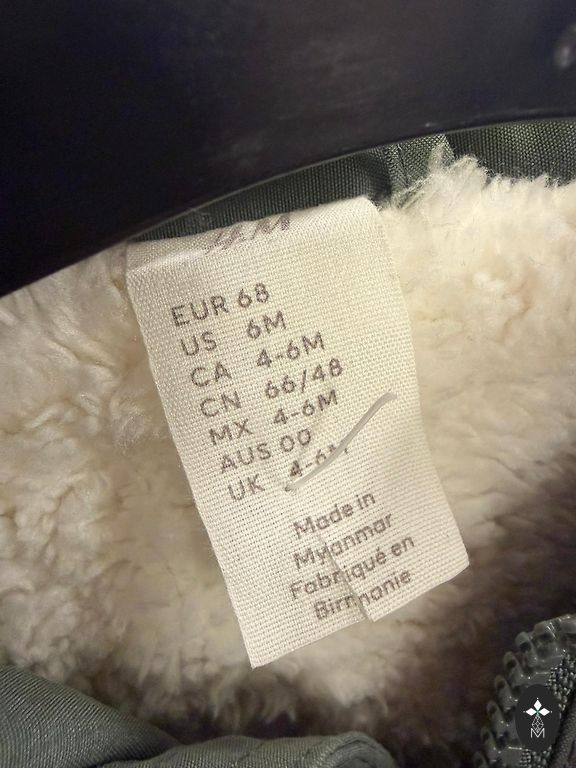 H&M
EUR 68
US 6M
CA 4-6M
CN 66/48
MX 4-6M
AUS 00
UK 4-6M
Made in
Myanmar
Fabriqué en
Birmanie
M